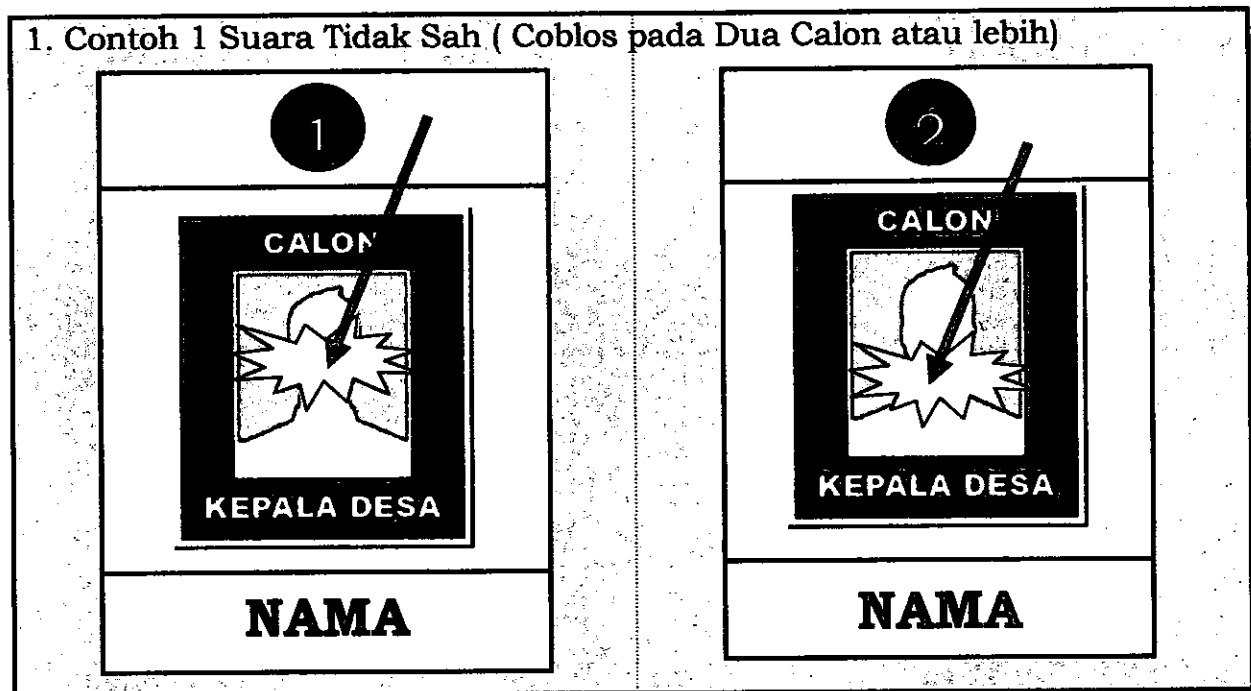 1. Contoh 1 Suara Tidak Sah ( Coblos pada Dua Calon atau lebih)
1
CALON
KEPALA DESA
NAMA
2
CALON
KEPALA DESA
NAMA